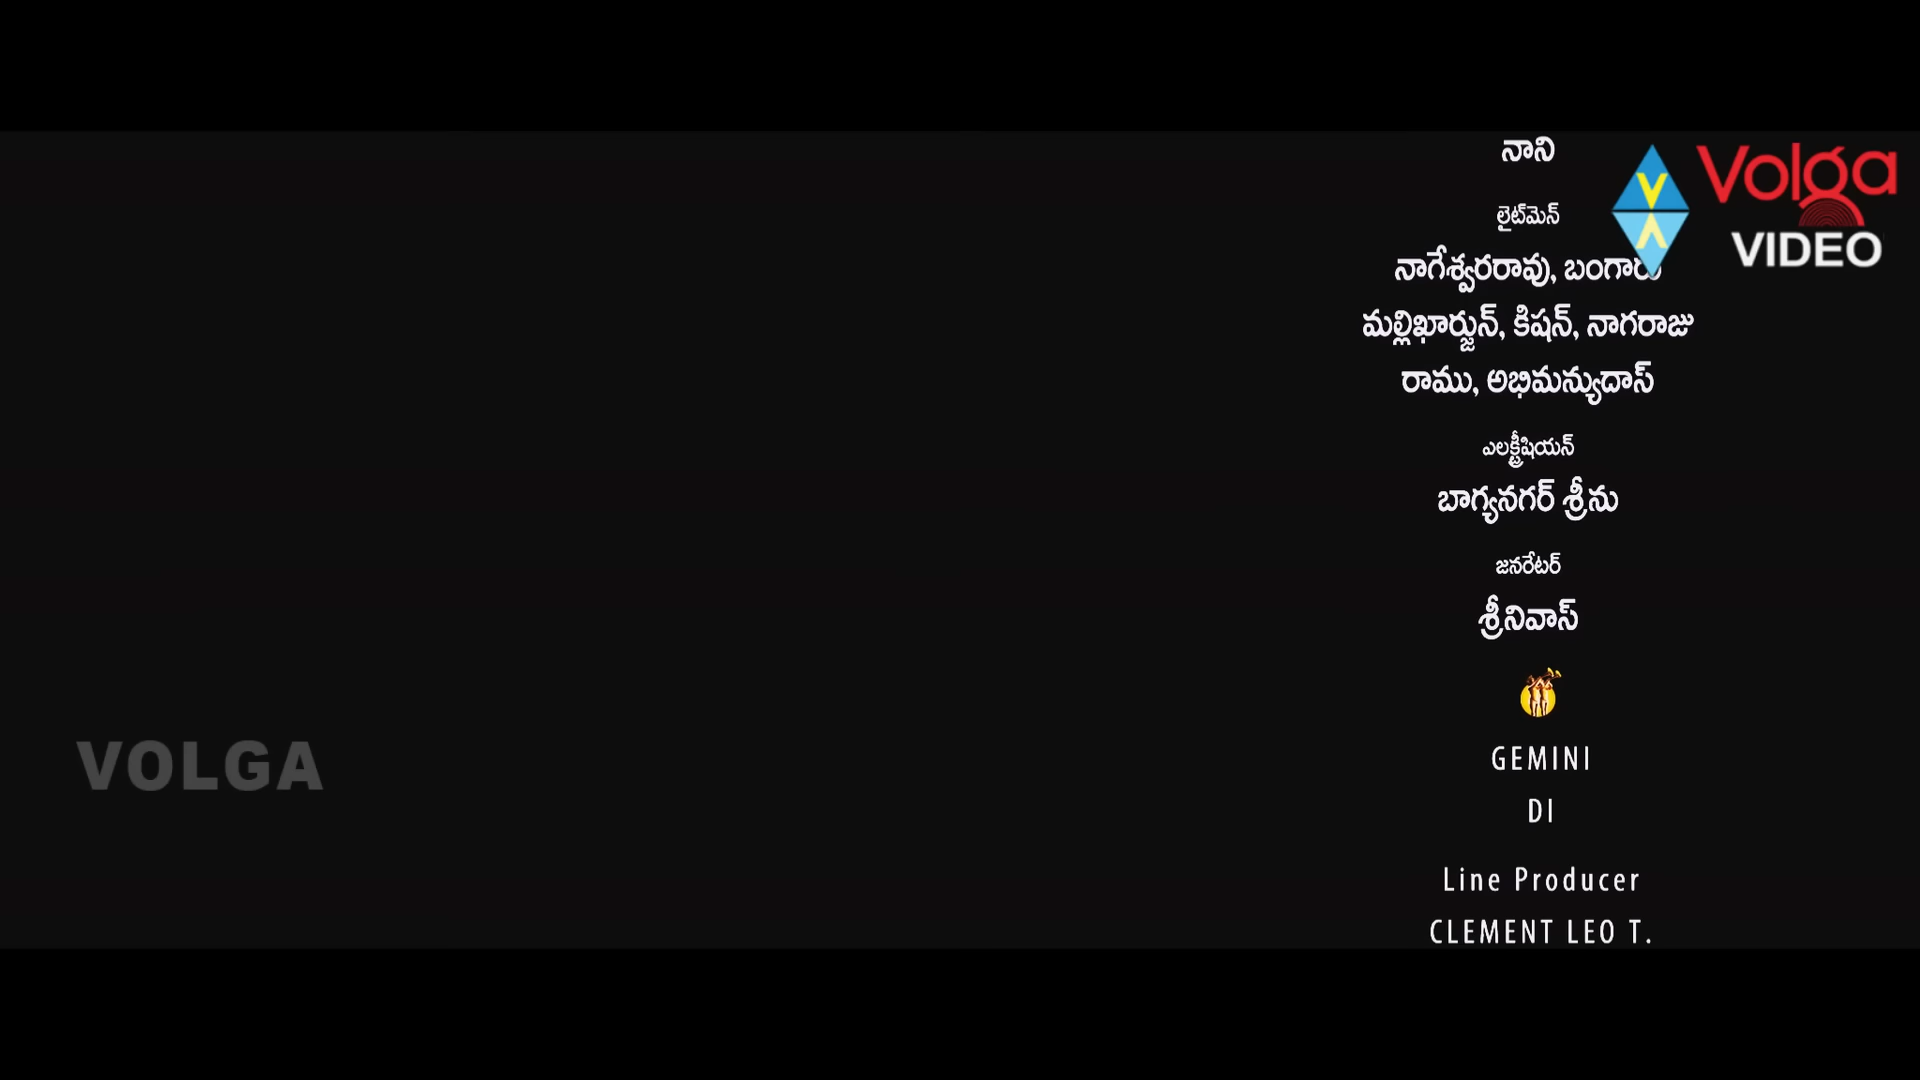 నాని
Volga
VIDEO
లైట్‌మెన్
నాగేశ్వరరావు, బంగారు
మల్లిఖార్జున్, కిషన్, నాగరాజు
రాము, అభిమన్యుదాస్
ఎలక్ట్రీషియన్
బాగ్యనగర్ శ్రీను
జనరేటర్
శ్రీనివాస్
GEMINI
DI
VOLGA
Line Producer
CLEMENT LEO T.